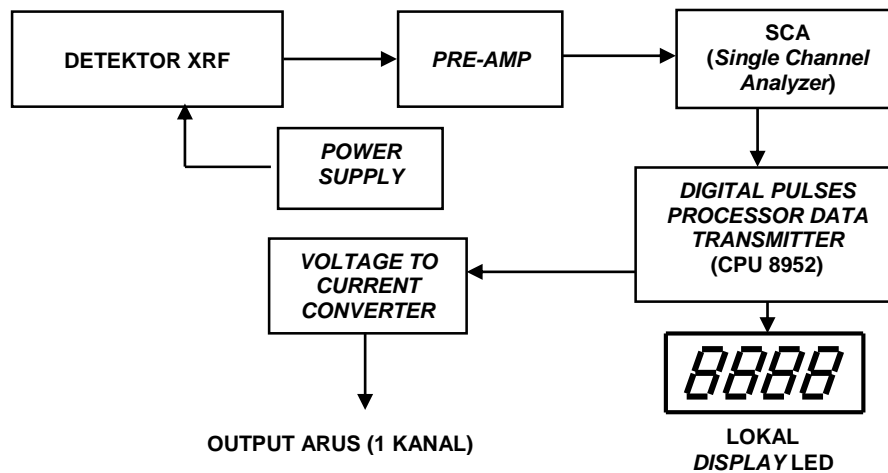 DETEKTOR XRF
PRE-AMP
SCA
(Single Channel
Analyzer)
POWER
SUPPLY
DIGITAL PULSES
PROCESSOR DATA
TRANSMITTER
(CPU 8952)
VOLTAGE TO
CURRENT
CONVERTER
8888
OUTPUT ARUS (1 KANAL)
LOKAL
DISPLAY LED